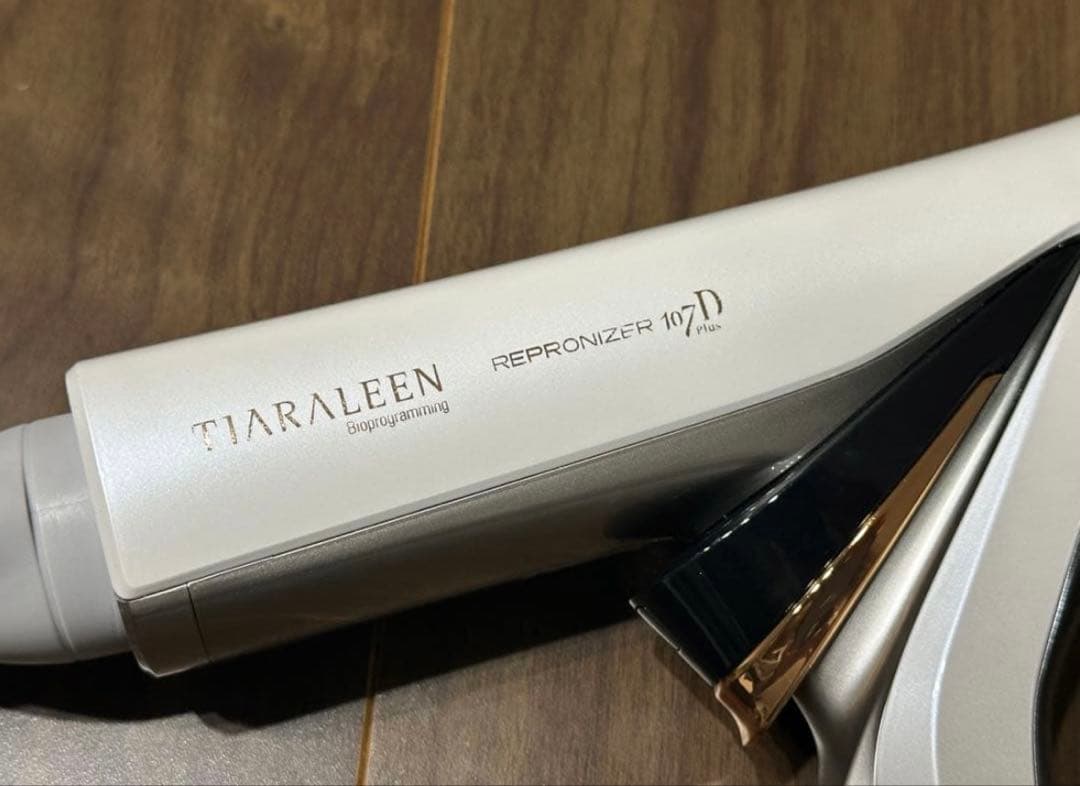 TIARALEEN
Bioprogramming
REPRONIZER 107D
Plus